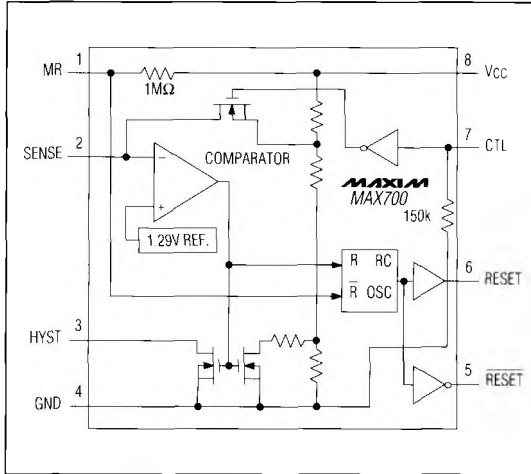 MR 1
1MΩ
8 VCC
SENSE 2
COMPARATOR
7 CTL
MAXIM
MAX700
150k
1.29V REF.
R RC
R̅ OSC
6 RESET
HYST 3
GND 4
5 R̅E̅S̅E̅T̅
− 
+